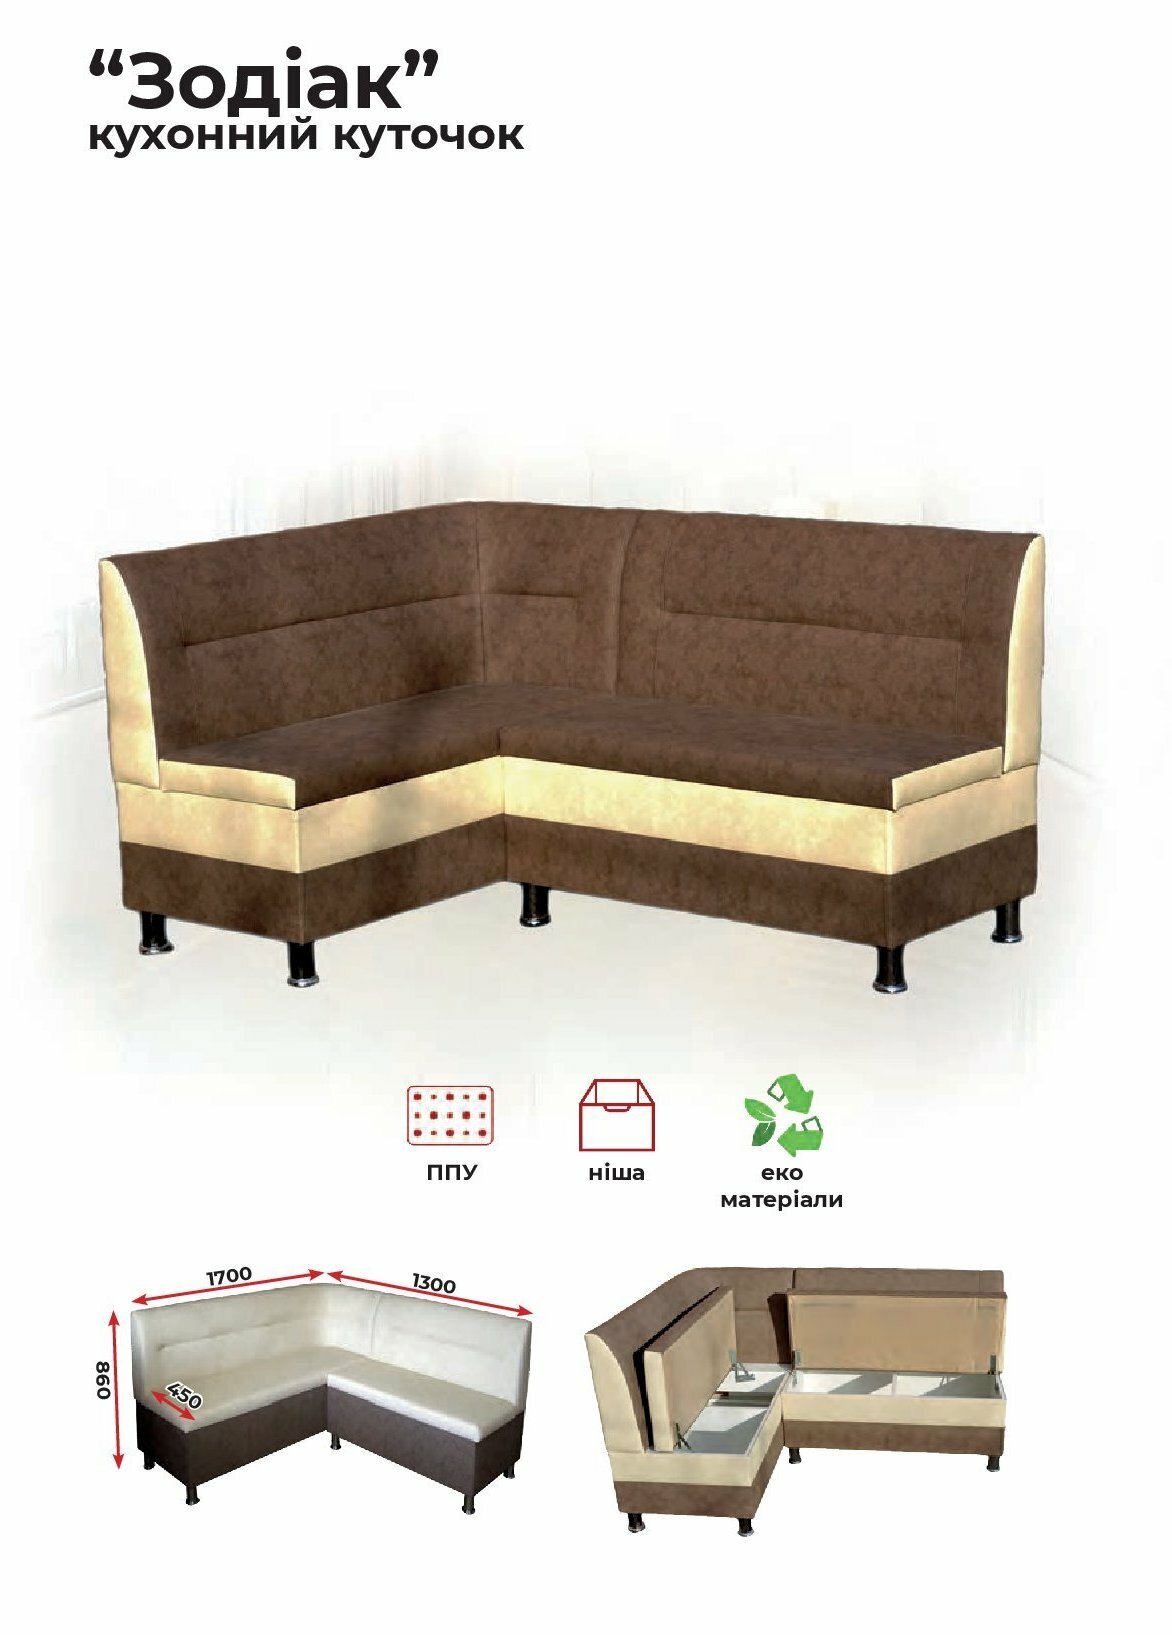 “Зодіак”
кухонний куточок
ППУ
ніша
еко
матеріали
1700
1300
860
450